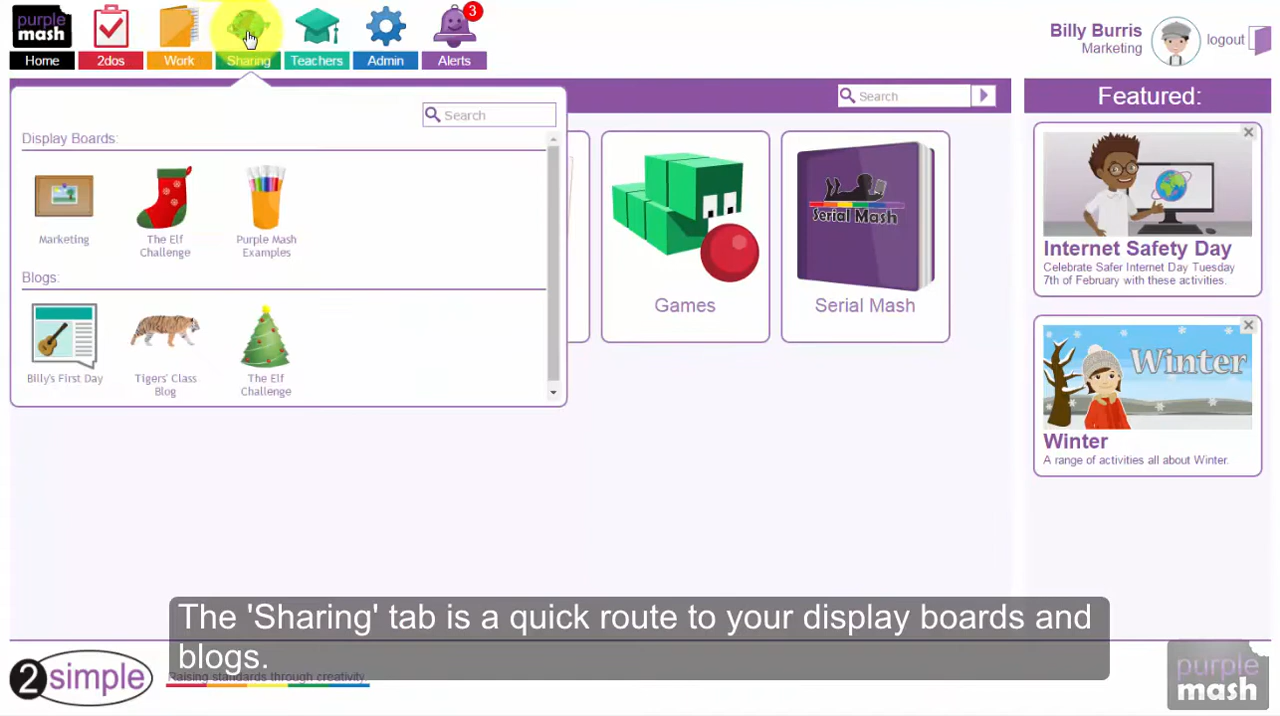 purple
mash
3
Home
2dos
Work
Sharing
Teachers
Admin
Alerts
Billy Burris
Marketing
logout
Search
Search
Featured:
Display Boards:
Marketing
The Elf
Challenge
Purple Mash
Examples
Blogs:
Billy's First Day
Tigers' Class
Blog
The Elf
Challenge
Games
Serial Mash
Serial Mash
Internet Safety Day
Celebrate Safer Internet Day Tuesday
7th of February with these activities.
Winter
Winter
A range of activities all about Winter.
The 'Sharing' tab is a quick route to your display boards and
blogs.
2simple
Raising standards through creativity.
purple
mash